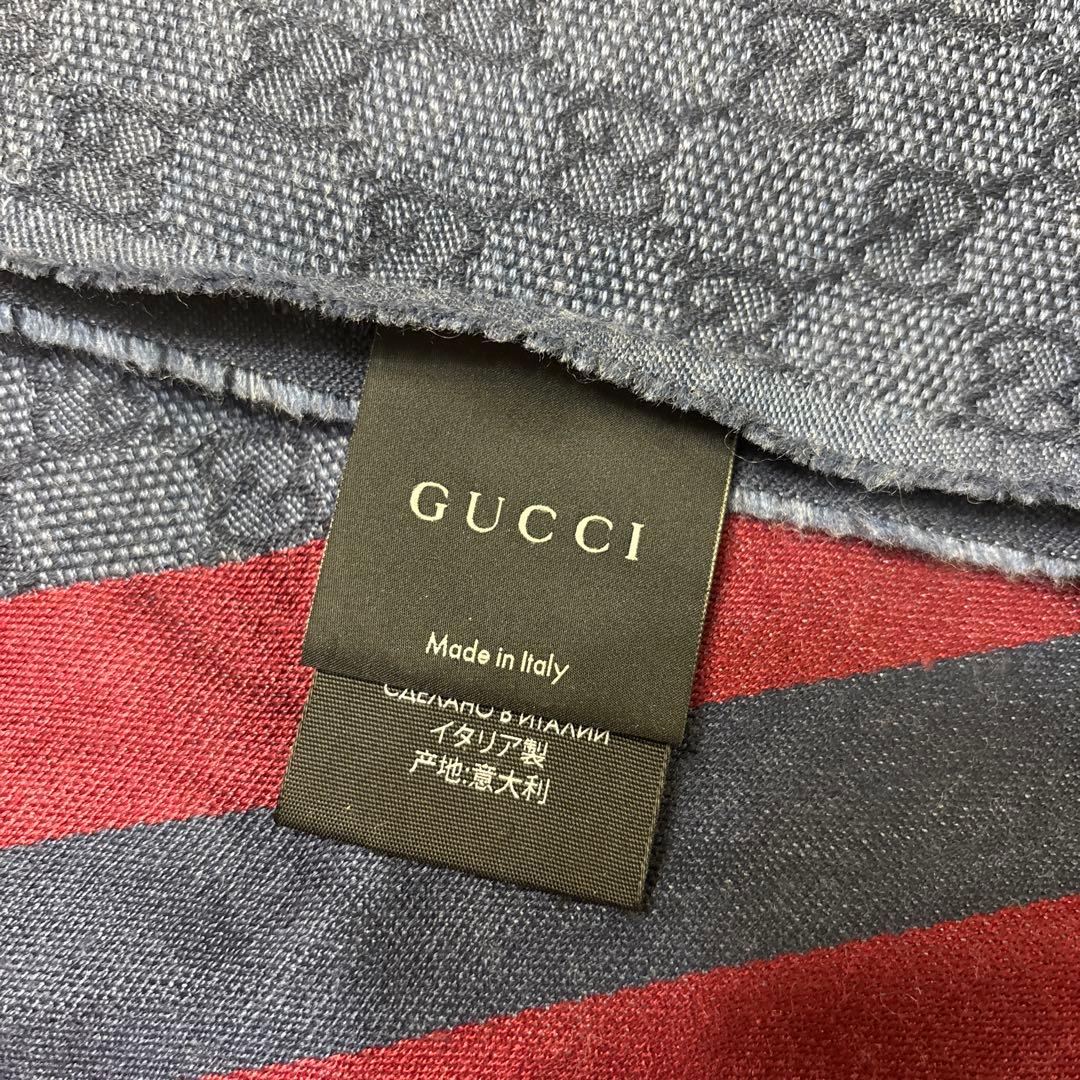 GUCCI
Made in Italy
СДЕЛАНО В ИТАЛИИ
イタリア製
产地:意大利